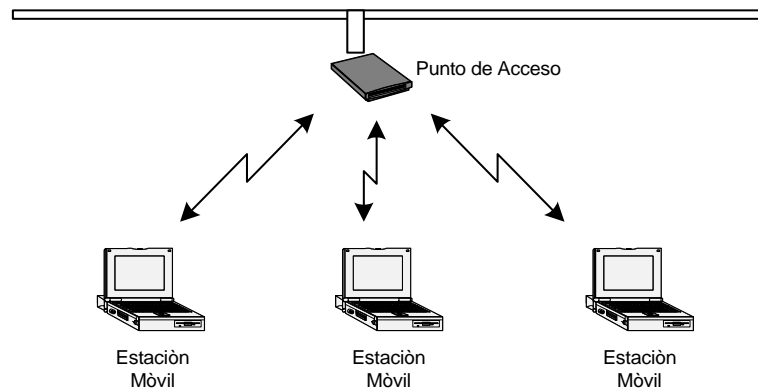 Punto de Acceso
Estaciòn
Mòvil
Estaciòn
Mòvil
Estaciòn
Mòvil